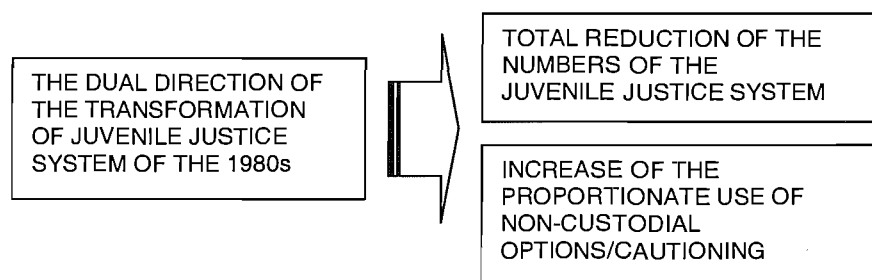 THE DUAL DIRECTION OF
THE TRANSFORMATION
OF JUVENILE JUSTICE
SYSTEM OF THE 1980s
TOTAL REDUCTION OF THE
NUMBERS OF THE
JUVENILE JUSTICE SYSTEM
INCREASE OF THE
PROPORTIONATE USE OF
NON-CUSTODIAL
OPTIONS/CAUTIONING